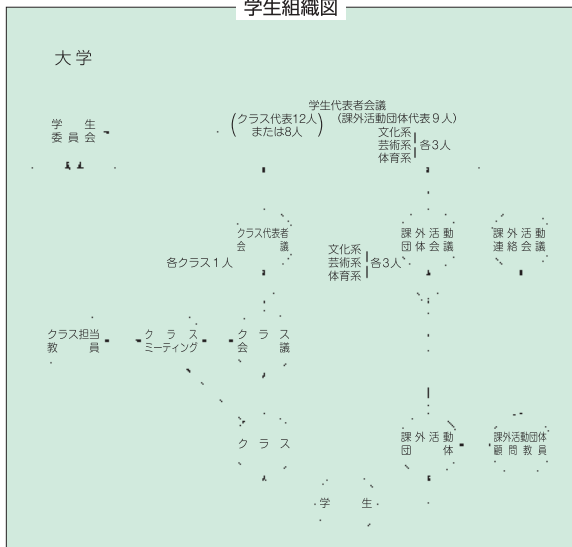 学生組織図
大学
学生代表者会議
(クラス代表12人
または8人)
(課外活動団体代表9人)
文化系
芸術系
体育系
各3人
学生
委員会
クラス代表者
会議
各クラス1人
文化系
芸術系
体育系
各3人
課外活動
団体会議
課外活動
連絡会議
クラス担当
教員
クラス
ミーティング
クラス
会議
クラス
課外活動
団体
課外活動団体
顧問教員
学生